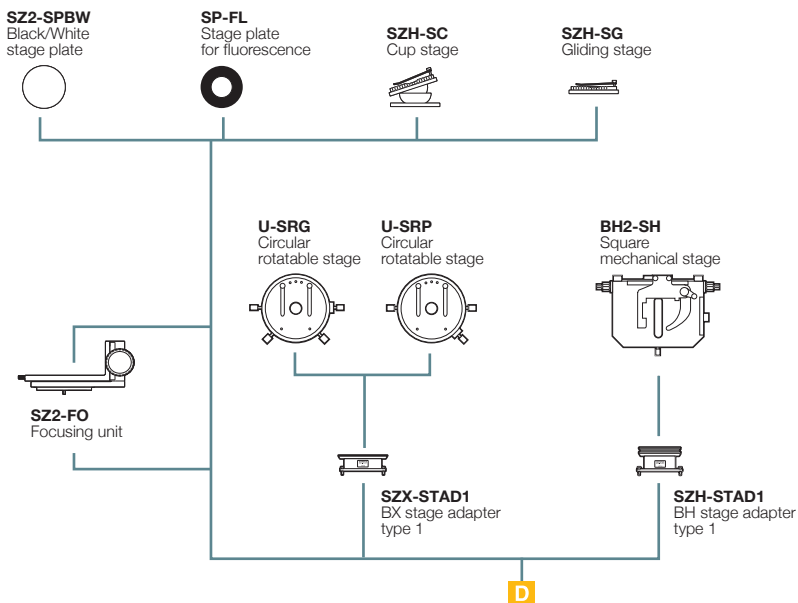 SZ2-SPBW
Black/White
stage plate
SP-FL
Stage plate
for fluorescence
SZH-SC
Cup stage
SZH-SG
Gliding stage
U-SRG
Circular
rotatable stage
U-SRP
Circular
rotatable stage
BH2-SH
Square
mechanical stage
SZ2-FO
Focusing unit
SZX-STAD1
BX stage adapter
type 1
SZH-STAD1
BH stage adapter
type 1
D